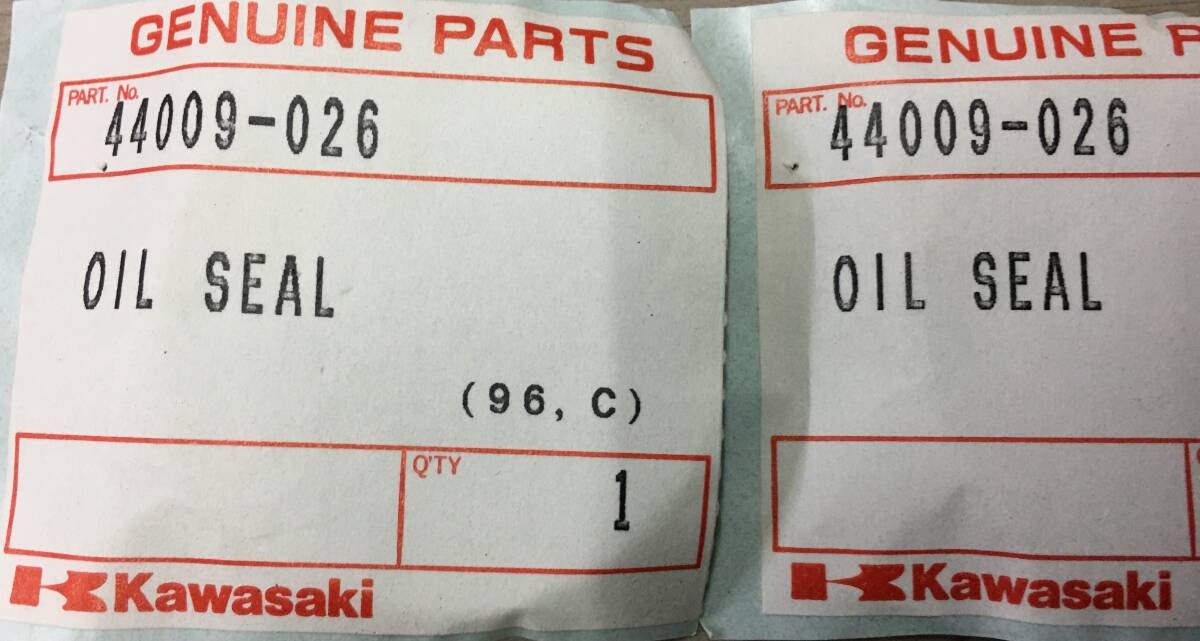 GENUINE PARTS
PART. No.
44009-026
OIL SEAL
(96, C)
Q'TY
1
Kawasaki
GENUINE
PART. No.
44009-026
OIL SEAL
Kawasaki